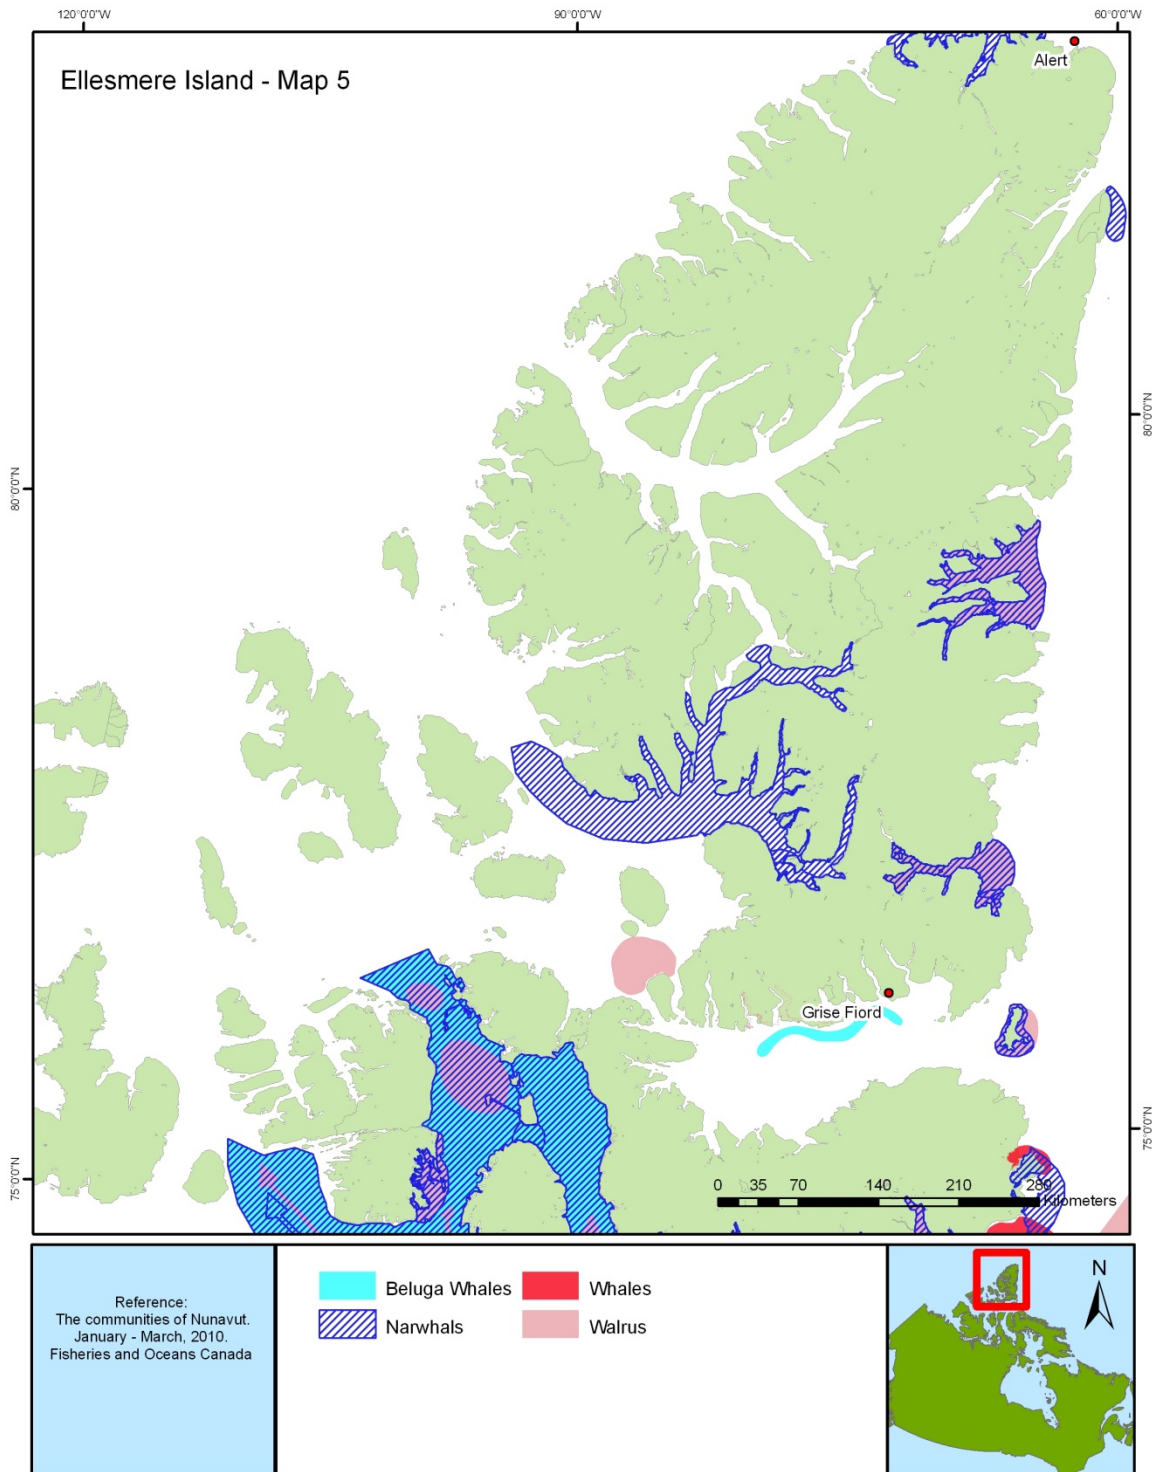 120°0'0"W
90°0'0"W
60°0'0"W
Ellesmere Island - Map 5
Alert
80°0'0"N
80°0'0"N
Grise Fiord
75°0'0"N
75°0'0"N
0 35 70 140 210 280
Kilometers
Reference:
The communities of Nunavut.
January - March, 2010.
Fisheries and Oceans Canada
Beluga Whales
Whales
Narwhals
Walrus
N